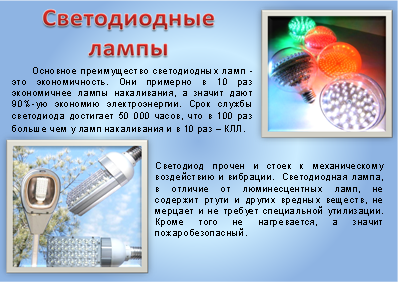 Светодиодные
лампы
Основное преимущество светодиодных ламп -
это экономичность. Они примерно в 10 раз
экономичнее лампы накаливания, а значит дают
90%-ую экономию электроэнергии. Срок службы
светодиода достигает 50 000 часов, что в 100 раз
больше чем у ламп накаливания и в 10 раз – КЛЛ.
Светодиод прочен и стоек к механическому
воздействию и вибрации. Светодиодная лампа,
в отличие от люминесцентных ламп, не
содержит ртути и других вредных веществ, не
мерцает и не требует специальной утилизации.
Кроме того не нагревается, а значит
пожаробезопасный.